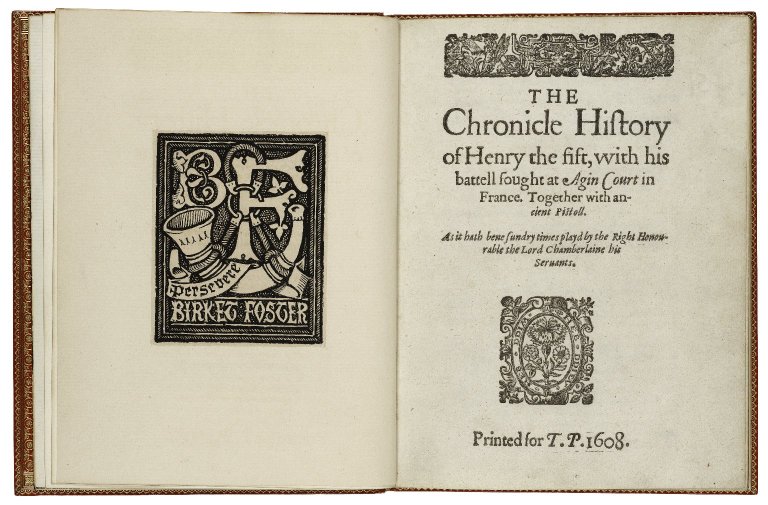 BF
Persevere
BIRKET FOSTER
THE
Chronicle Hiſtory
of Henry the fift, with his
battell fought at Agin Court in
France. Together with an-
cient Piſtoll.
As it hath bene ſundry times playd by the Right Honou-
rable the Lord Chamberlaine his
Seruants.
Printed for T. P. 1608.